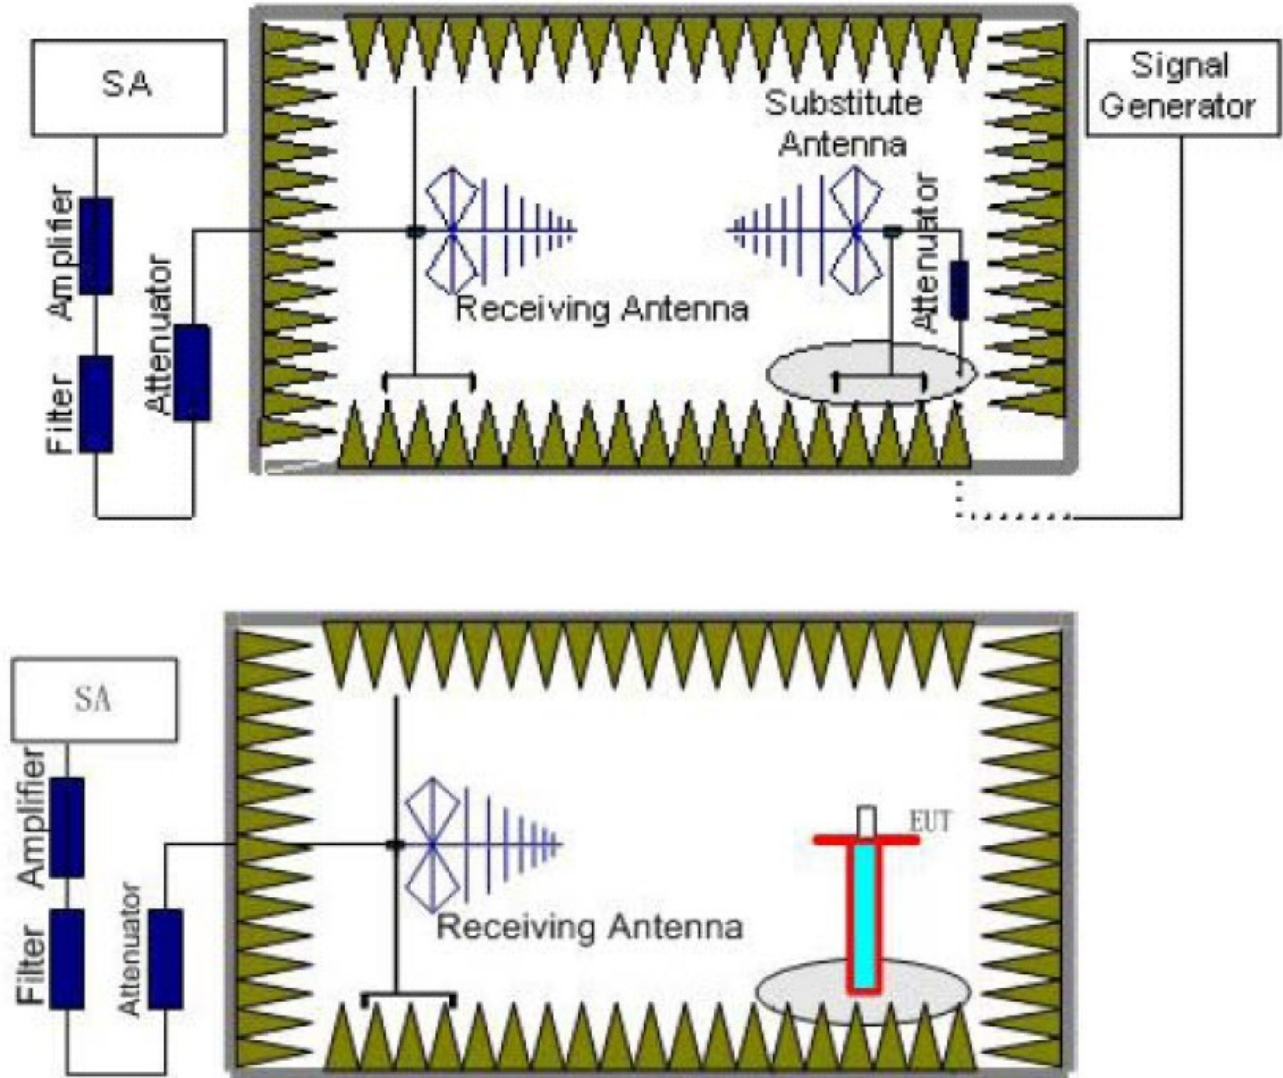 SA
Signal
Generator
Substitute
Antenna
Amplifier
Attenuator
Attenuator
Receiving Antenna
Filter
SA
Amplifier
EUT
Attenuator
Receiving Antenna
Filter